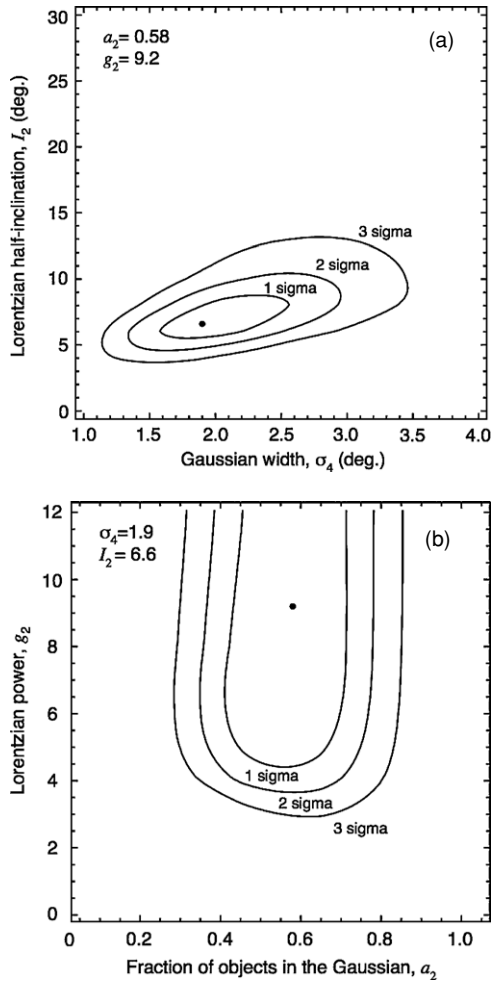 30
25
20
15
10
5
0
Lorentzian half-inclination, I₂ (deg.)
a₂= 0.58
g₂= 9.2
(a)
3 sigma
2 sigma
1 sigma
1.0 1.5 2.0 2.5 3.0 3.5 4.0
Gaussian width, σ₄ (deg.)
12
10
8
6
4
2
0
Lorentzian power, g₂
σ₄=1.9
I₂= 6.6
(b)
1 sigma
2 sigma
3 sigma
0 0.2 0.4 0.6 0.8 1.0
Fraction of objects in the Gaussian, a₂